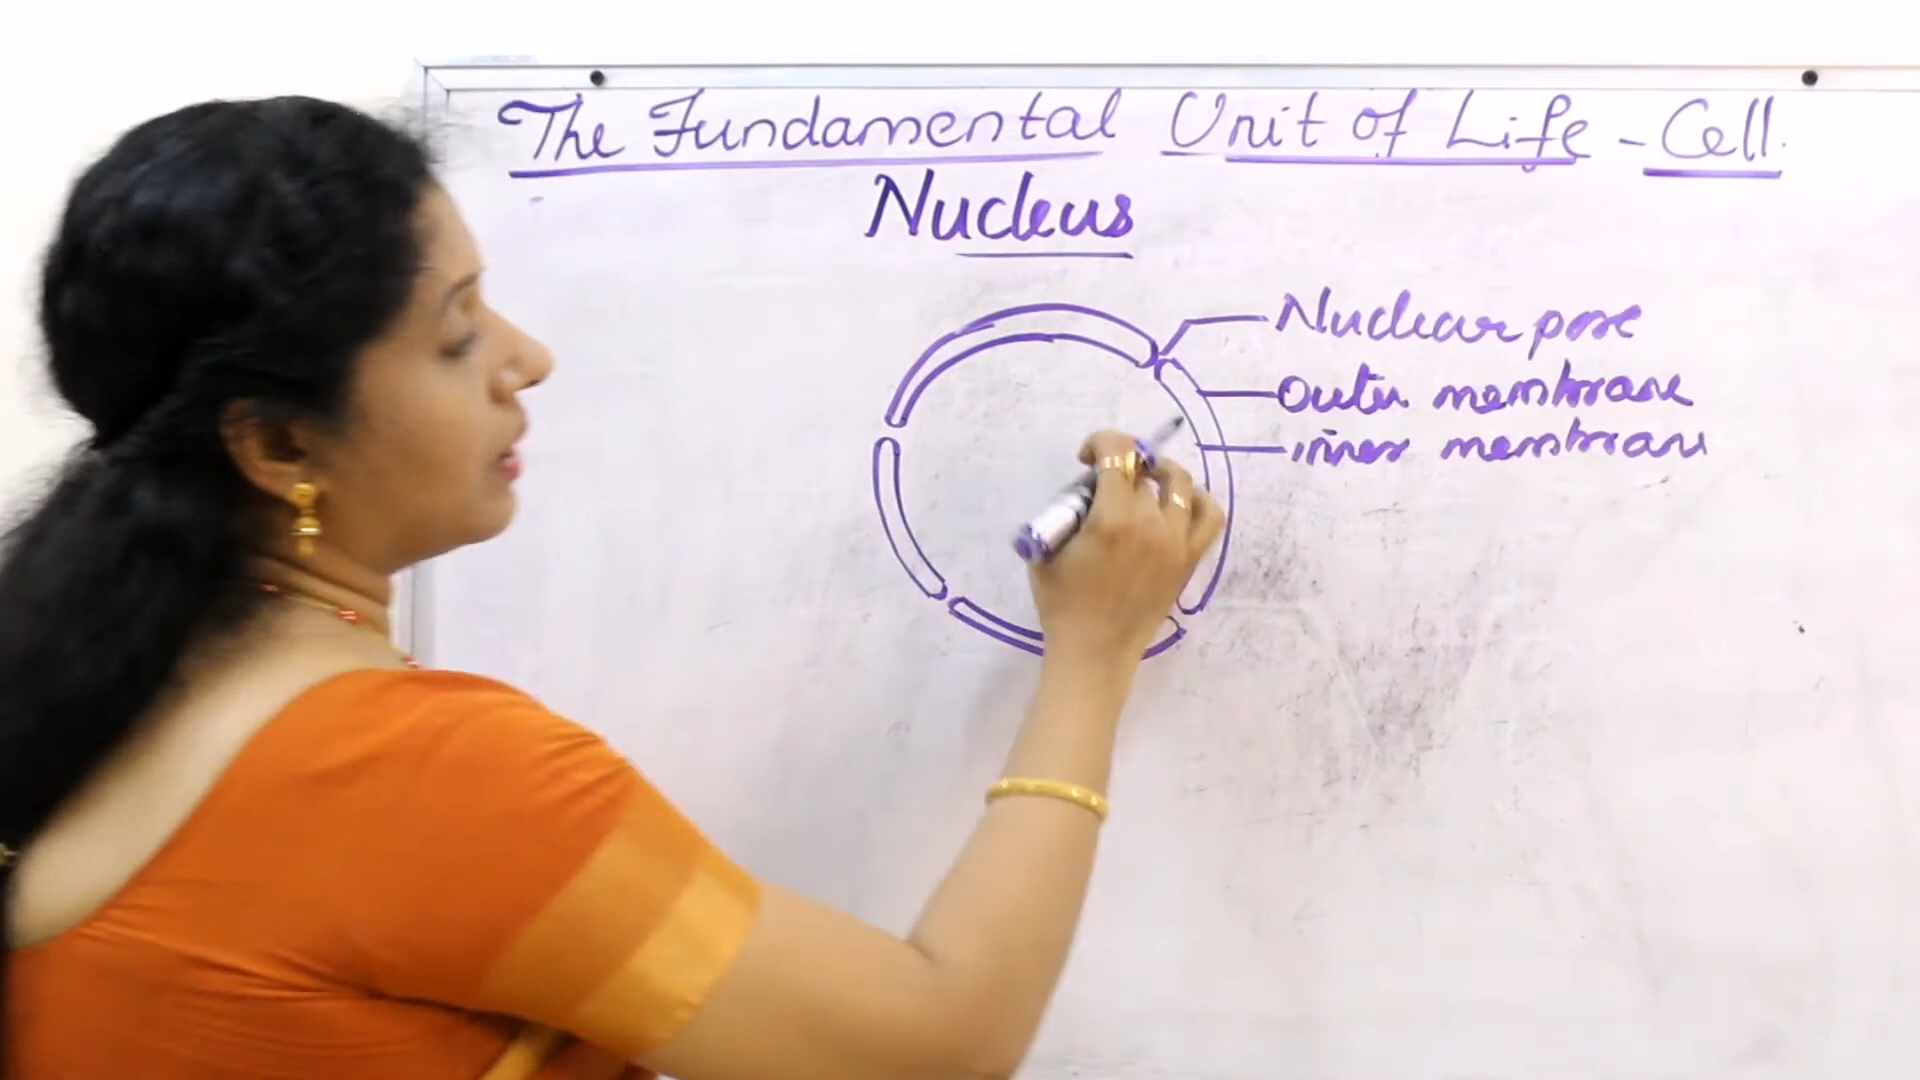 The Fundamental Unit of Life - Cell.
Nucleus
Nuclear pore
Outer membrane
inner membrane